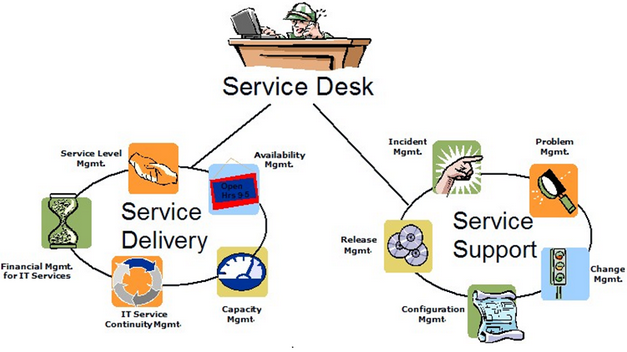 Service Desk
Service Level
Mgmt.
Availability
Mgmt.
Open
Hrs 9-5
Service
Delivery
Financial Mgmt.
for IT Services
IT Service
Continuity Mgmt.
Capacity
Mgmt.
Incident
Mgmt.
Problem
Mgmt.
Service
Support
Release
Mgmt.
Change
Mgmt.
Configuration
Mgmt.